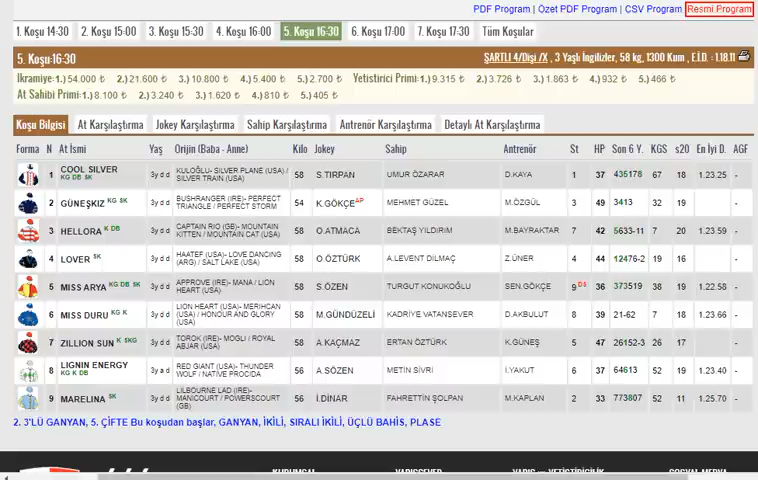 PDF Program | Özet PDF Program | CSV Program Resmi Program
1. Koşu 14:30 2. Koşu 15:00 3. Koşu 15:30 4. Koşu 16:00 5. Koşu 16:30 6. Koşu 17:00 7. Koşu 17:30 Tüm Koşular
5. Koşu:16:30 ŞARTLI 4/Dişi /X , 3 Yaşlı İngilizler, 58 kg, 1300 Kum , E.İ.D. : 1.18.11
İkramiye:1.) 54.000 ₺ 2.) 21.600 ₺ 3.) 10.800 ₺ 4.) 5.400 ₺ 5.) 2.700 ₺ Yetistirici Primi:1.) 9.315 ₺ 2.) 3.726 ₺ 3.) 1.863 ₺ 4.) 932 ₺ 5.) 466 ₺
At Sahibi Primi:1.) 8.100 ₺ 2.) 3.240 ₺ 3.) 1.620 ₺ 4.) 810 ₺ 5.) 405 ₺
Koşu Bilgisi At Karşılaştırma Jokey Karşılaştırma Sahip Karşılaştırma Antrenör Karşılaştırma Detaylı At Karşılaştırma
Forma N At İsmi Yaş Orijin (Baba - Anne) Kilo Jokey Sahip Antrenör St HP Son 6 Y. KGS s20 En İyi D. AGF
1 COOL SILVER KG DB SK 3y d d KULOĞLU- SILVER PLANE (USA) / SILVER TRAIN (USA) 58 S.TIRPAN UMUR ÖZARAR D.KAYA 1 37 435178 67 18 1.23.25 -
2 GÜNEŞKIZ KG SK 3y d d BUSHRANGER (IRE)- PERFECT TRIANGLE / PERFECT STORM 54 K.GÖKÇE AP MEHMET GÜZEL M.ÖZGÜL 3 49 3413 32 19 -
3 HELLORA K DB 3y d d CAPTAIN RIO (GB)- MOUNTAIN KITTEN / MOUNTAIN CAT (USA) 58 O.ATMACA BEKTAŞ YILDIRIM M.BAYRAKTAR 7 42 5633-11 7 20 1.23.59 -
4 LOVER SK 3y d d HAATEF (USA)- LOVE DANCING (ARG) / SALT LAKE (USA) 58 O.ÖZTÜRK A.LEVENT DILMAÇ Z.ÜNER 4 44 12476-2 19 16 -
5 MISS ARYA KG DB SK 3y d d APPROVE (IRE)- MANA / LION HEART (USA) 58 S.ÖZEN TURGUT KONUKOĞLU SEN.GÖKÇE 9 DS 36 373519 38 19 1.22.58 -
6 MISS DURU KG K 3y d d LION HEART (USA)- MERIHCAN (USA) / HONOUR AND GLORY (USA) 58 M.GÜNDÜZELİ KADRİYE VATANSEVER D.AKBULUT 8 39 21-62 7 18 1.23.66 -
7 ZILLION SUN K SKG 3y d d TOROK (IRE)- MOGLI / ROYAL ABJAR (USA) 58 A.KAÇMAZ ERTAN ÖZTÜRK K.GÜNEŞ 5 47 26152-3 26 17 -
8 LIGNIN ENERGY KG K DB 3y a d RED GIANT (USA)- THUNDER WOLF / NATIVE PROCIDA 56 A.SÖZEN METIN SIVRI İ.YAKUT 6 37 64613 52 19 1.23.40 -
9 MARELINA SK 3y d d LILBOURNE LAD (IRE)- MANICOURT / POWERSCOURT (GB) 56 İ.DİNAR FAHRETTİN ŞOLPAN M.KAPLAN 2 33 773807 52 11 1.25.70 -
2. 3'LÜ GANYAN, 5. ÇİFTE Bu koşudan başlar, GANYAN, İKİLİ, SIRALI İKİLİ, ÜÇLÜ BAHİS, PLASE
KURUMSAL YARIŞSEVER YARIŞ ve YETİŞTİRİCİLİK SOSYAL MEDYA